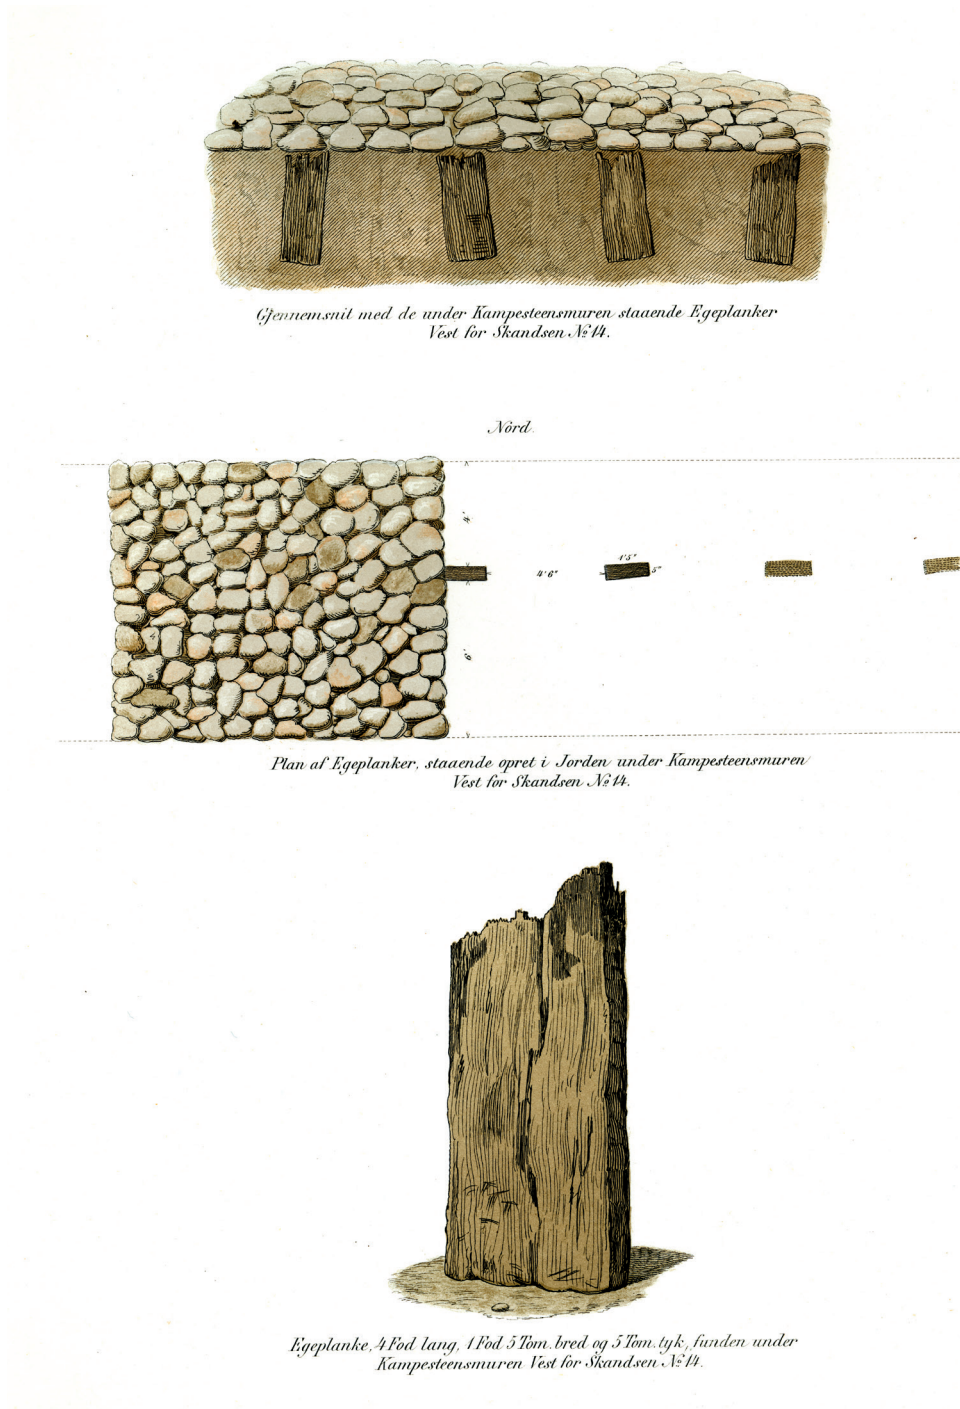 Gjennemsnit med de under Kampesteensmuren staaende Egeplanker
Vest for Skandsen No 14.
Nord.
4'
1'5"
4'6"
5"
6'
Plan af Egeplanker, staaende opret i Jorden under Kampesteensmuren
Vest for Skandsen No 14.
Egeplanke, 4 Fod lang, 1 Fod 5 Tom. bred og 5 Tom. tyk, funden under
Kampesteensmuren Vest for Skandsen No 14.